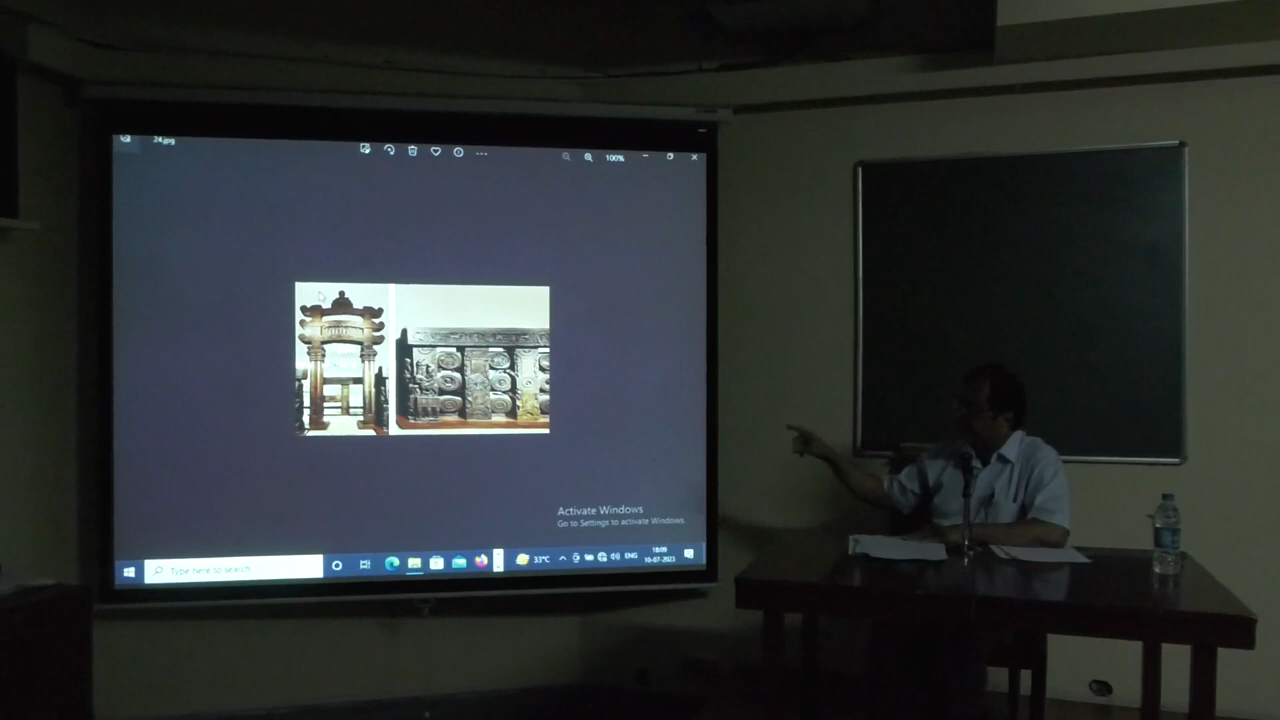 24.jpg
100%
Activate Windows
Go to Settings to activate Windows.
Type here to search
33°C
ENG
18:09
10-07-2023